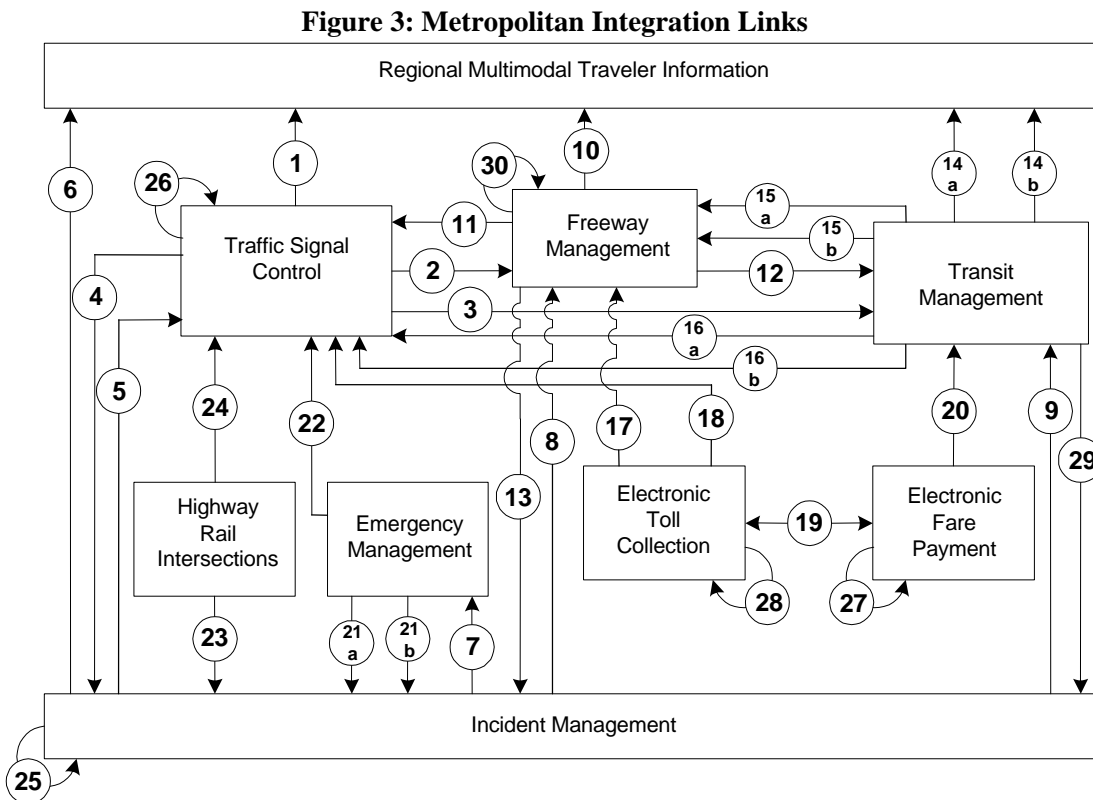 Figure 3: Metropolitan Integration Links
Regional Multimodal Traveler Information
6
1
10
14
a
14
b
26
30
15
a
11
15
b
Traffic Signal
Control
Freeway
Management
Transit
Management
2
12
4
3
16
a
16
b
5
24
22
8
17
18
20
9
29
13
Highway
Rail
Intersections
Emergency
Management
Electronic
Toll
Collection
19
Electronic
Fare
Payment
28
27
23
21
a
21
b
7
Incident Management
25